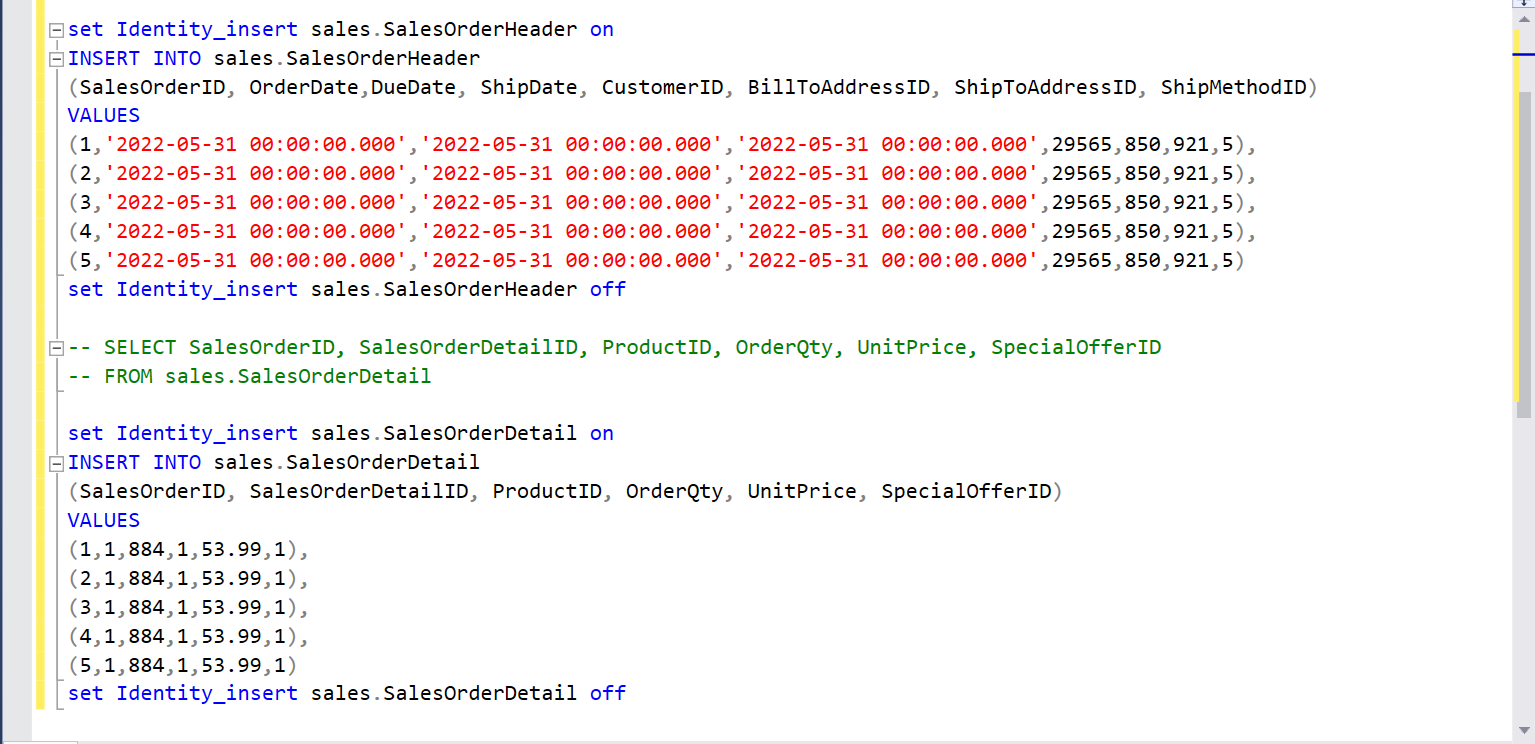 set Identity_insert sales.SalesOrderHeader on
INSERT INTO sales.SalesOrderHeader
(SalesOrderID, OrderDate,DueDate, ShipDate, CustomerID, BillToAddressID, ShipToAddressID, ShipMethodID)
VALUES
(1,'2022-05-31 00:00:00.000','2022-05-31 00:00:00.000','2022-05-31 00:00:00.000',29565,850,921,5),
(2,'2022-05-31 00:00:00.000','2022-05-31 00:00:00.000','2022-05-31 00:00:00.000',29565,850,921,5),
(3,'2022-05-31 00:00:00.000','2022-05-31 00:00:00.000','2022-05-31 00:00:00.000',29565,850,921,5),
(4,'2022-05-31 00:00:00.000','2022-05-31 00:00:00.000','2022-05-31 00:00:00.000',29565,850,921,5),
(5,'2022-05-31 00:00:00.000','2022-05-31 00:00:00.000','2022-05-31 00:00:00.000',29565,850,921,5)
set Identity_insert sales.SalesOrderHeader off
-- SELECT SalesOrderID, SalesOrderDetailID, ProductID, OrderQty, UnitPrice, SpecialOfferID
-- FROM sales.SalesOrderDetail
set Identity_insert sales.SalesOrderDetail on
INSERT INTO sales.SalesOrderDetail
(SalesOrderID, SalesOrderDetailID, ProductID, OrderQty, UnitPrice, SpecialOfferID)
VALUES
(1,1,884,1,53.99,1),
(2,1,884,1,53.99,1),
(3,1,884,1,53.99,1),
(4,1,884,1,53.99,1),
(5,1,884,1,53.99,1)
set Identity_insert sales.SalesOrderDetail off